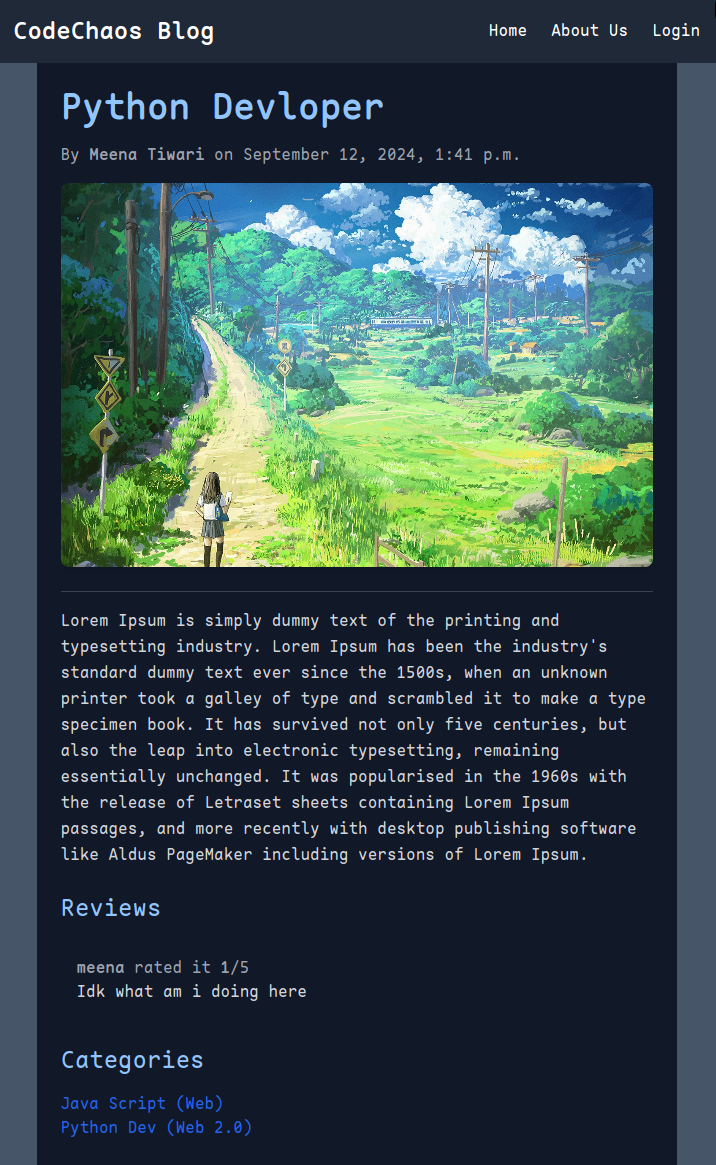 CodeChaos Blog
Home About Us Login
Python Devloper
By Meena Tiwari on September 12, 2024, 1:41 p.m.
Lorem Ipsum is simply dummy text of the printing and
typesetting industry. Lorem Ipsum has been the industry's
standard dummy text ever since the 1500s, when an unknown
printer took a galley of type and scrambled it to make a type
specimen book. It has survived not only five centuries, but
also the leap into electronic typesetting, remaining
essentially unchanged. It was popularised in the 1960s with
the release of Letraset sheets containing Lorem Ipsum
passages, and more recently with desktop publishing software
like Aldus PageMaker including versions of Lorem Ipsum.
Reviews
meena rated it 1/5
Idk what am i doing here
Categories
Java Script (Web)
Python Dev (Web 2.0)